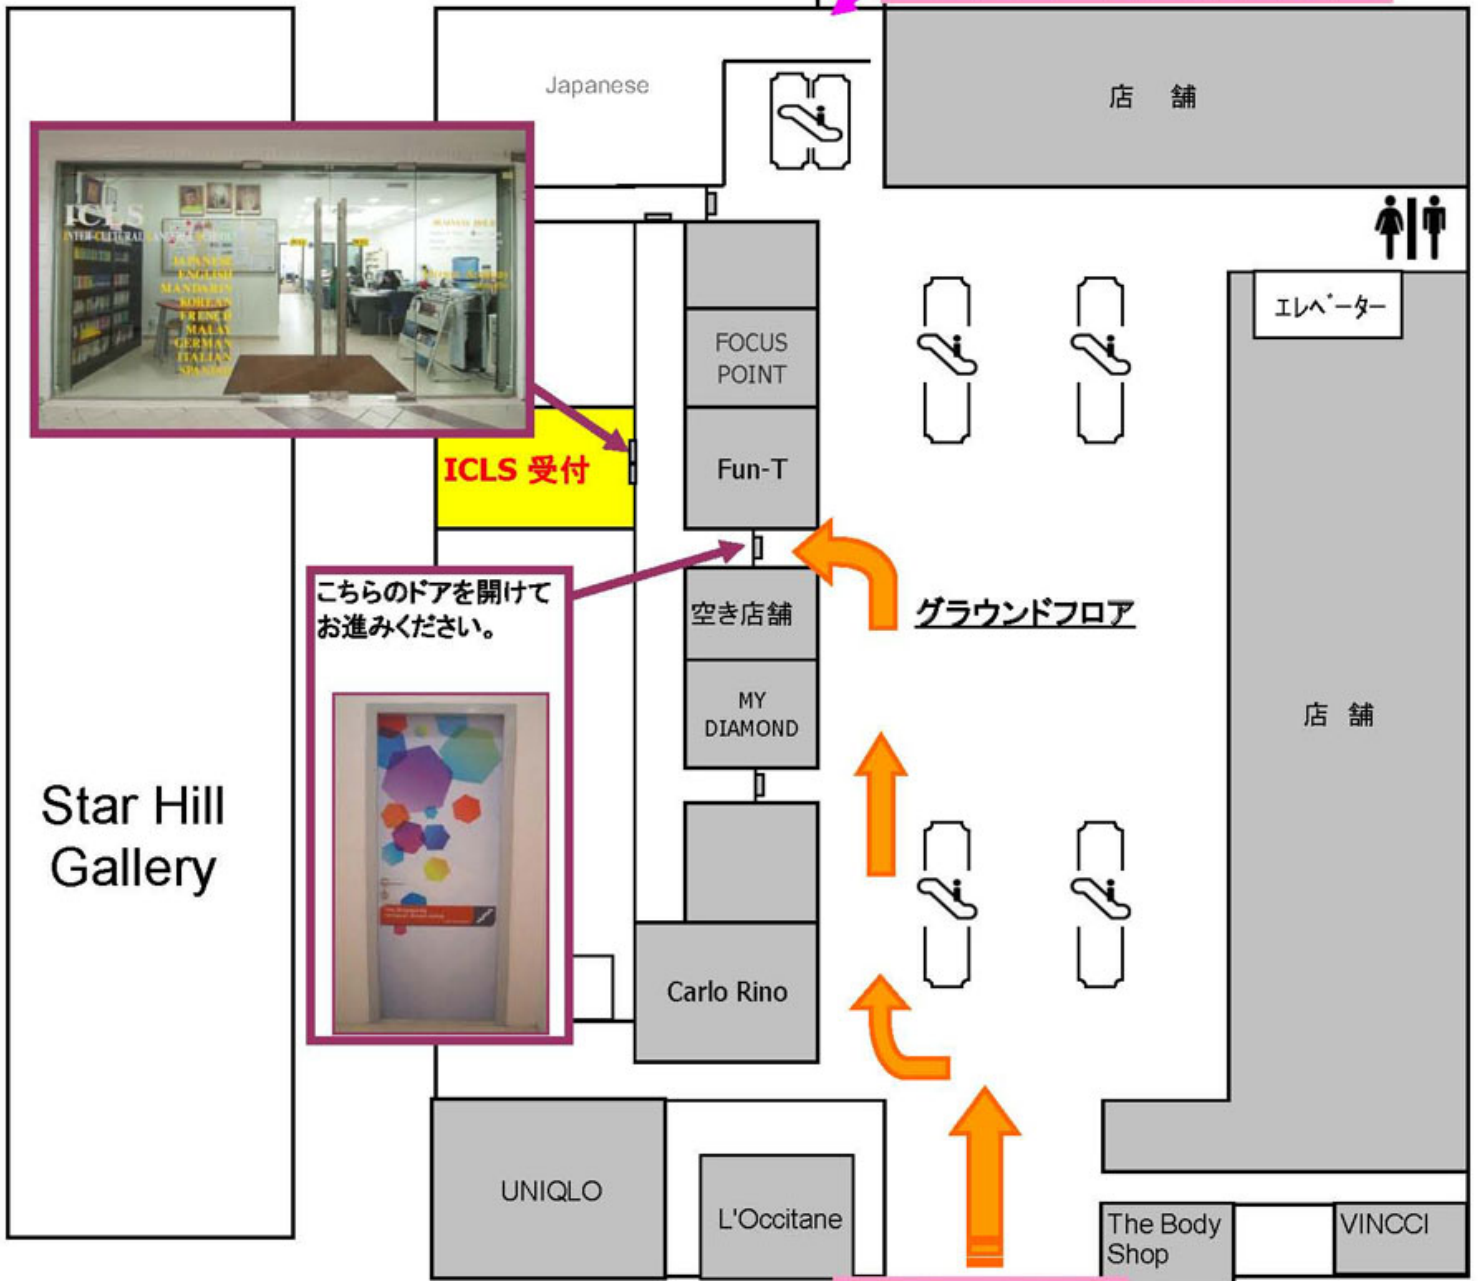 Japanese
店 舗
ICLS
JAPANESE
ENGLISH
MANDARIN
KOREAN
FRENCH
MALAY
GERMAN
ITALIAN
SPANISH
エレベーター
FOCUS
POINT
ICLS 受付
Fun-T
こちらのドアを開けて
お進みください。
空き店舗
グラウンドフロア
MY
DIAMOND
店 舗
Star Hill
Gallery
Carlo Rino
UNIQLO
L'Occitane
The Body
Shop
VINCCI